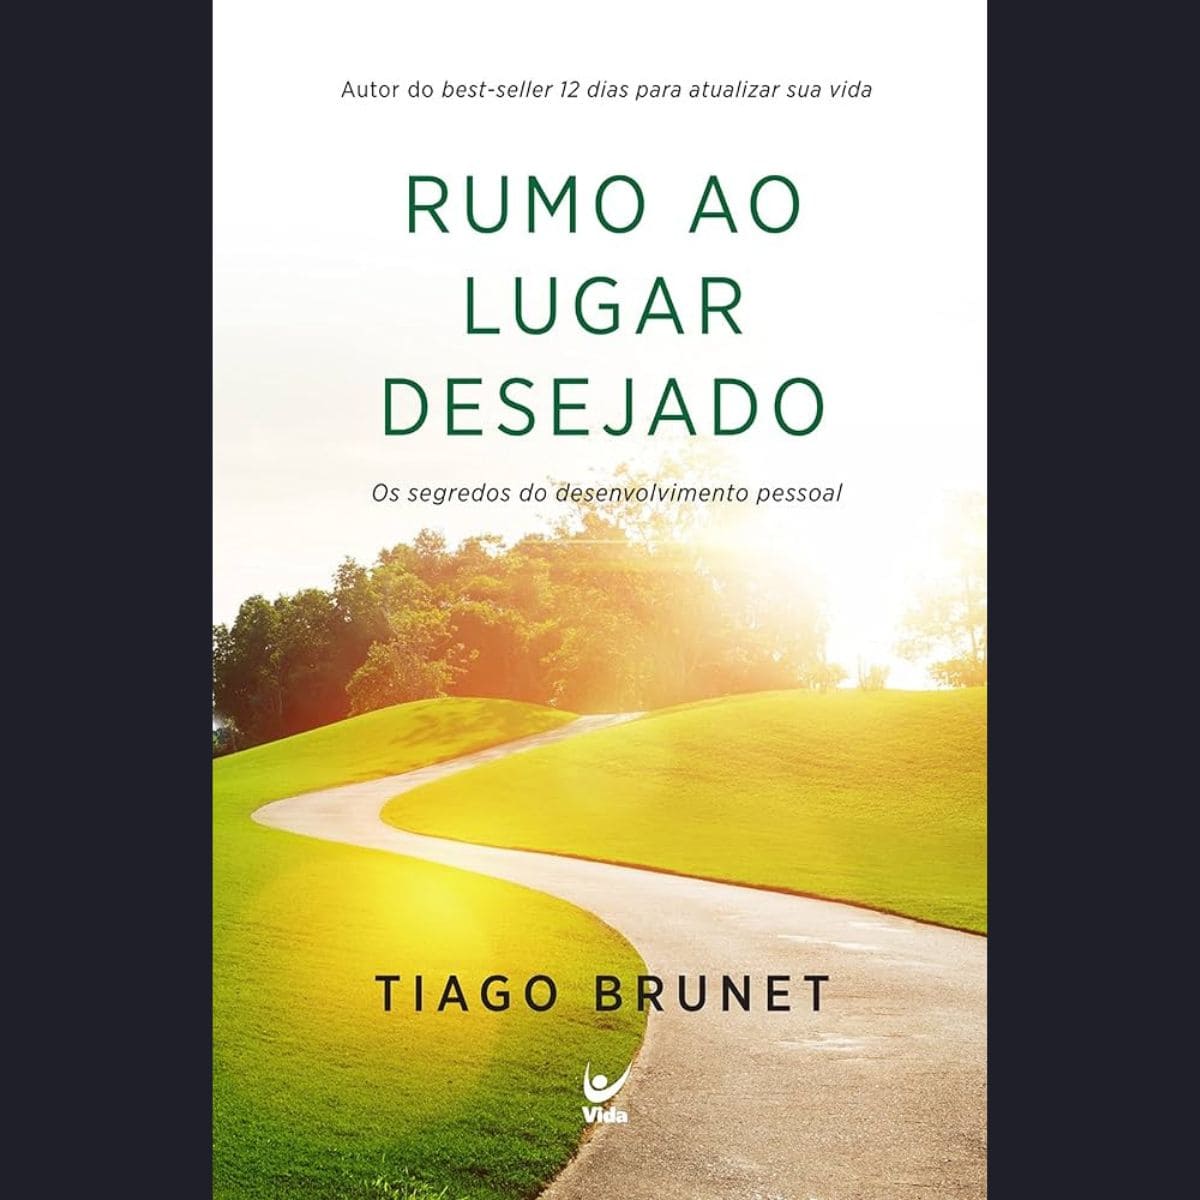 Autor do best-seller 12 dias para atualizar sua vida
RUMO AO
LUGAR
DESEJADO
Os segredos do desenvolvimento pessoal
TIAGO BRUNET
Vida